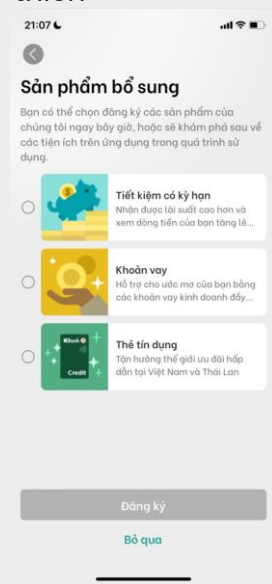 21:07
Sản phẩm bổ sung
Bạn có thể chọn đăng ký các sản phẩm của
chúng tôi ngay bây giờ, hoặc sẽ khám phá sau về
các tiện ích trên ứng dụng trong quá trình sử
dụng.
Tiết kiệm có kỳ hạn
Nhận được lãi suất cao hơn và
xem dòng tiền của bạn tăng lê...
Khoản vay
Hỗ trợ cho ước mơ của bạn bằng
các khoản vay kinh doanh đầy...
KBank
Credit
Thẻ tín dụng
Tận hưởng thế giới ưu đãi hấp
dẫn tại Việt Nam và Thái Lan
Đăng ký
Bỏ qua